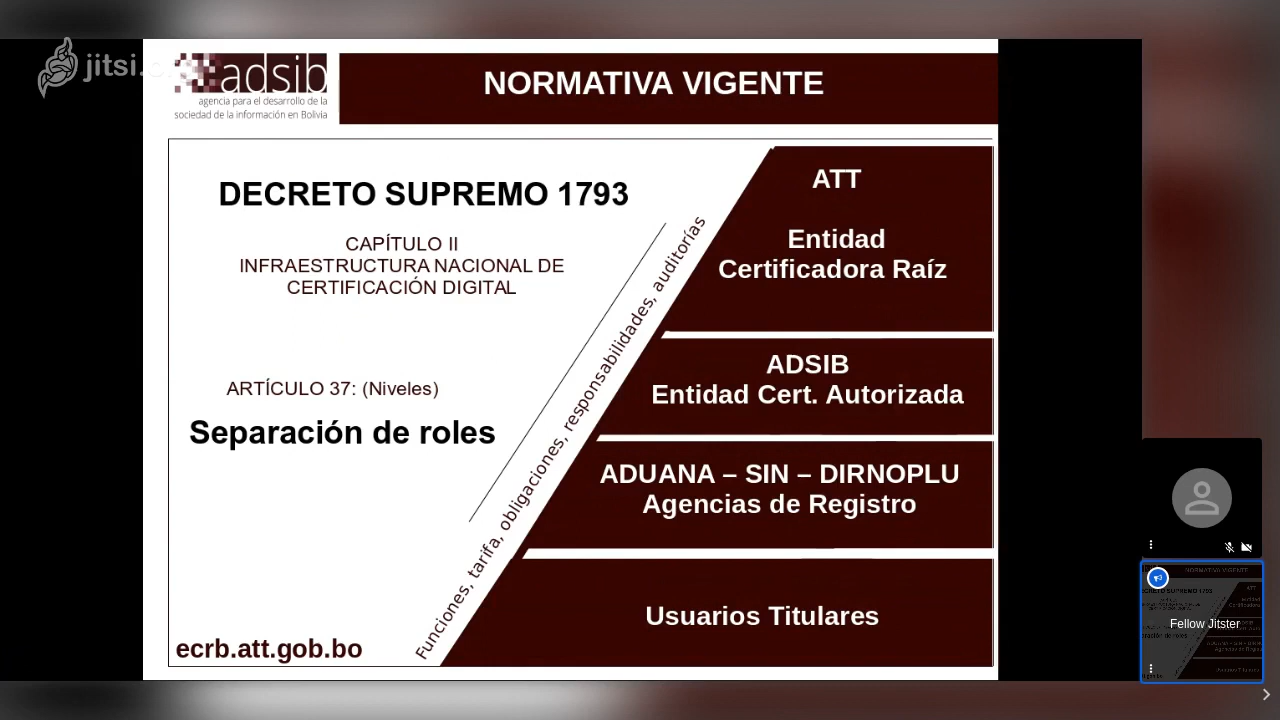 jitsi.
adsib
agencia para el desarrollo de la
sociedad de la información en Bolivia
NORMATIVA VIGENTE
DECRETO SUPREMO 1793
CAPÍTULO II
INFRAESTRUCTURA NACIONAL DE
CERTIFICACIÓN DIGITAL
ARTÍCULO 37: (Niveles)
Separación de roles
Funciones, tarifa, obligaciones, responsabilidades, auditorías
ATT
Entidad
Certificadora Raíz
ADSIB
Entidad Cert. Autorizada
ADUANA – SIN – DIRNOPLU
Agencias de Registro
Usuarios Titulares
ecrb.att.gob.bo
Fellow Jitster